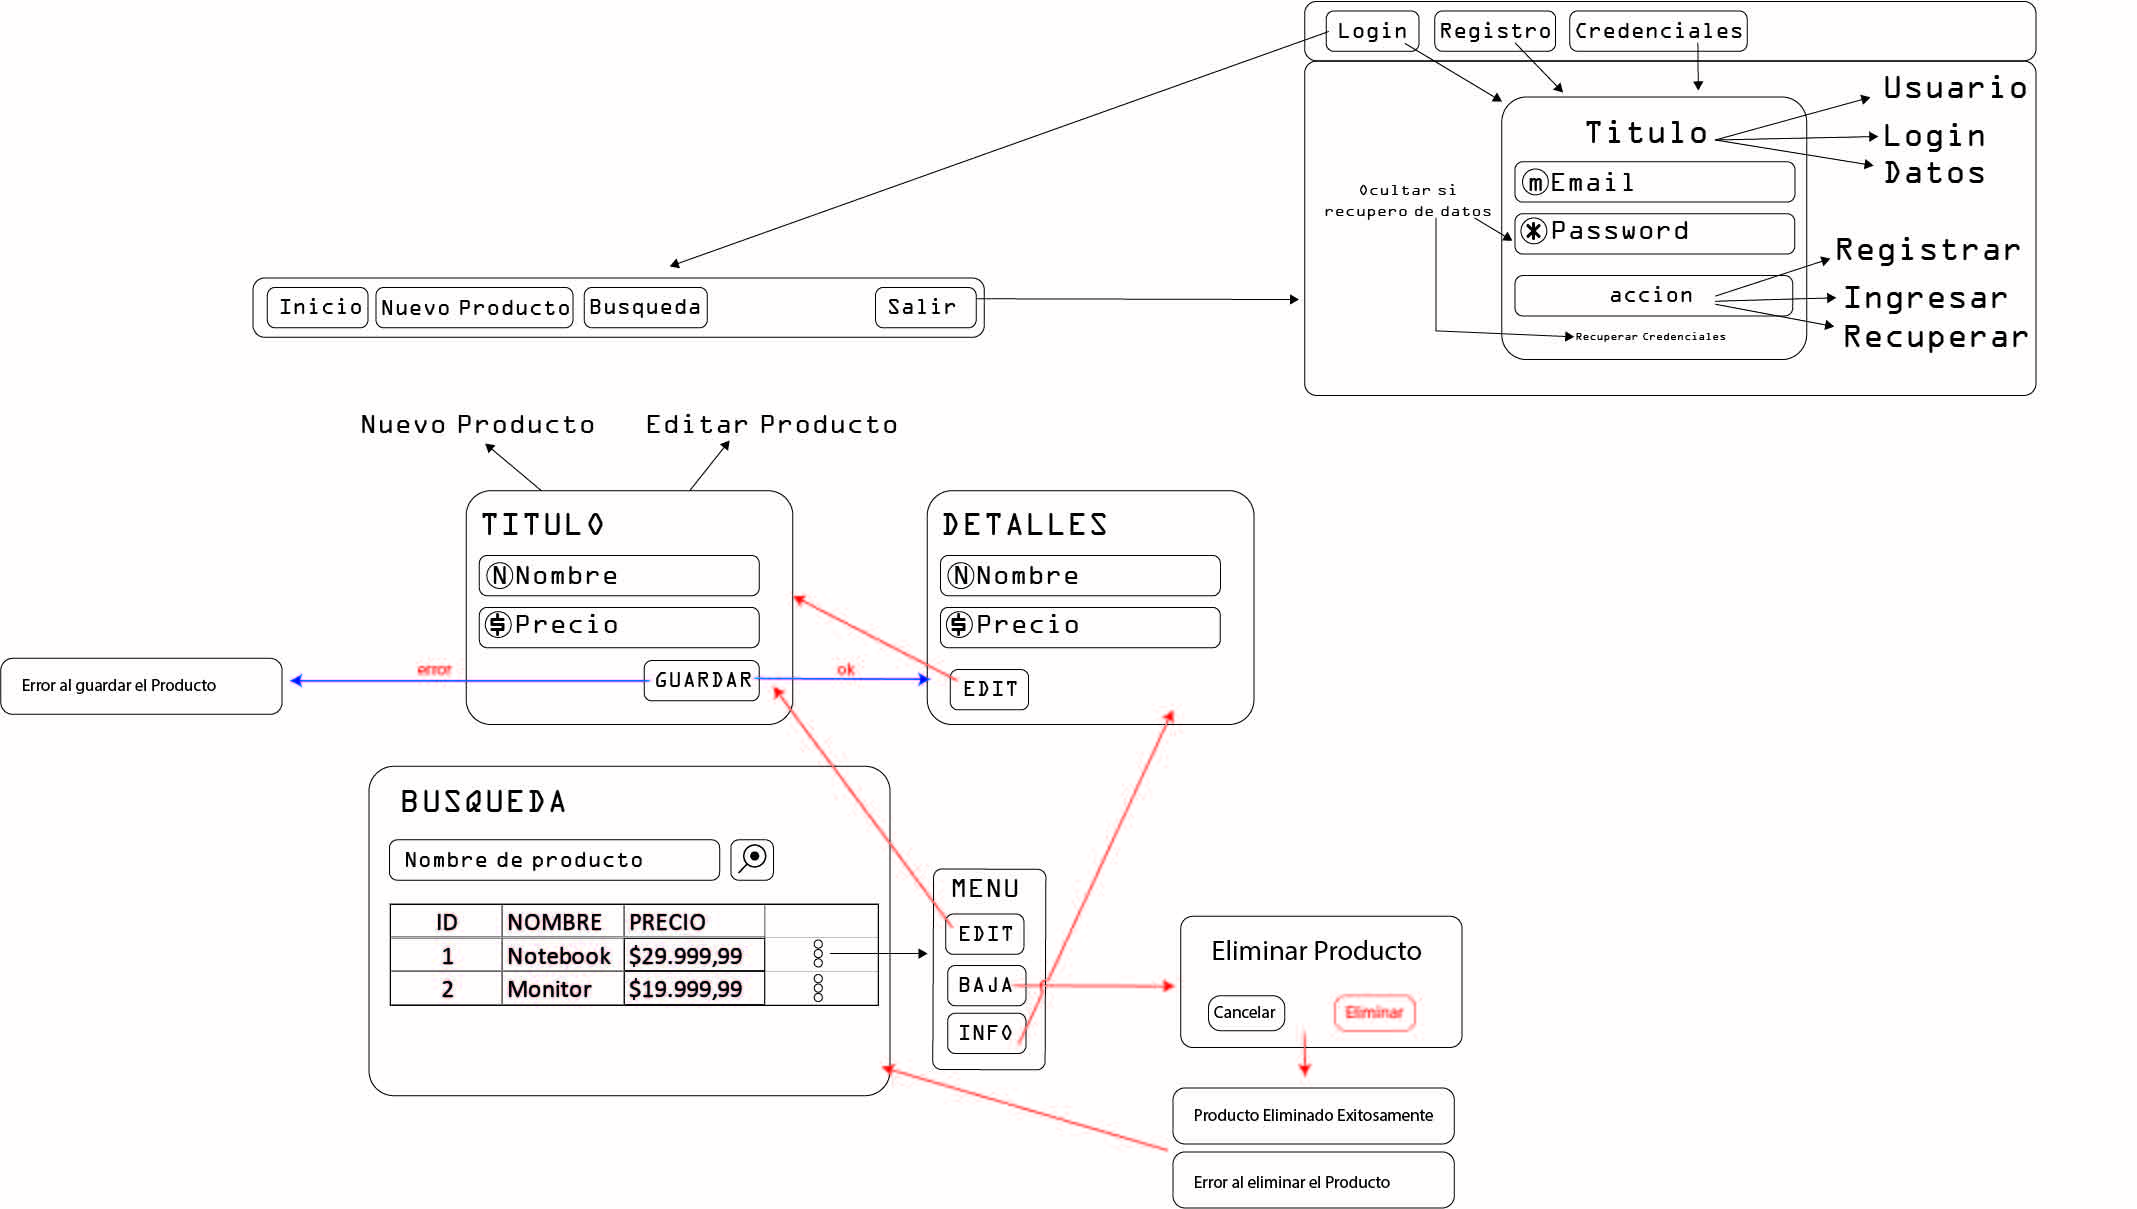 Login
Registro
Credenciales
Usuario
Titulo
Login
Datos
Ocultar si
recupero de datos
m Email
* Password
Registrar
accion
Ingresar
Recuperar Credenciales
Recuperar
Inicio
Nuevo Producto
Busqueda
Salir
Nuevo Producto
Editar Producto
TITULO
N Nombre
$ Precio
GUARDAR
error
ok
Error al guardar el Producto
DETALLES
N Nombre
$ Precio
EDIT
BUSQUEDA
Nombre de producto
ID NOMBRE PRECIO
1 Notebook $29.999,99
2 Monitor $19.999,99
MENU
EDIT
BAJA
INFO
Eliminar Producto
Cancelar
Eliminar
Producto Eliminado Exitosamente
Error al eliminar el Producto